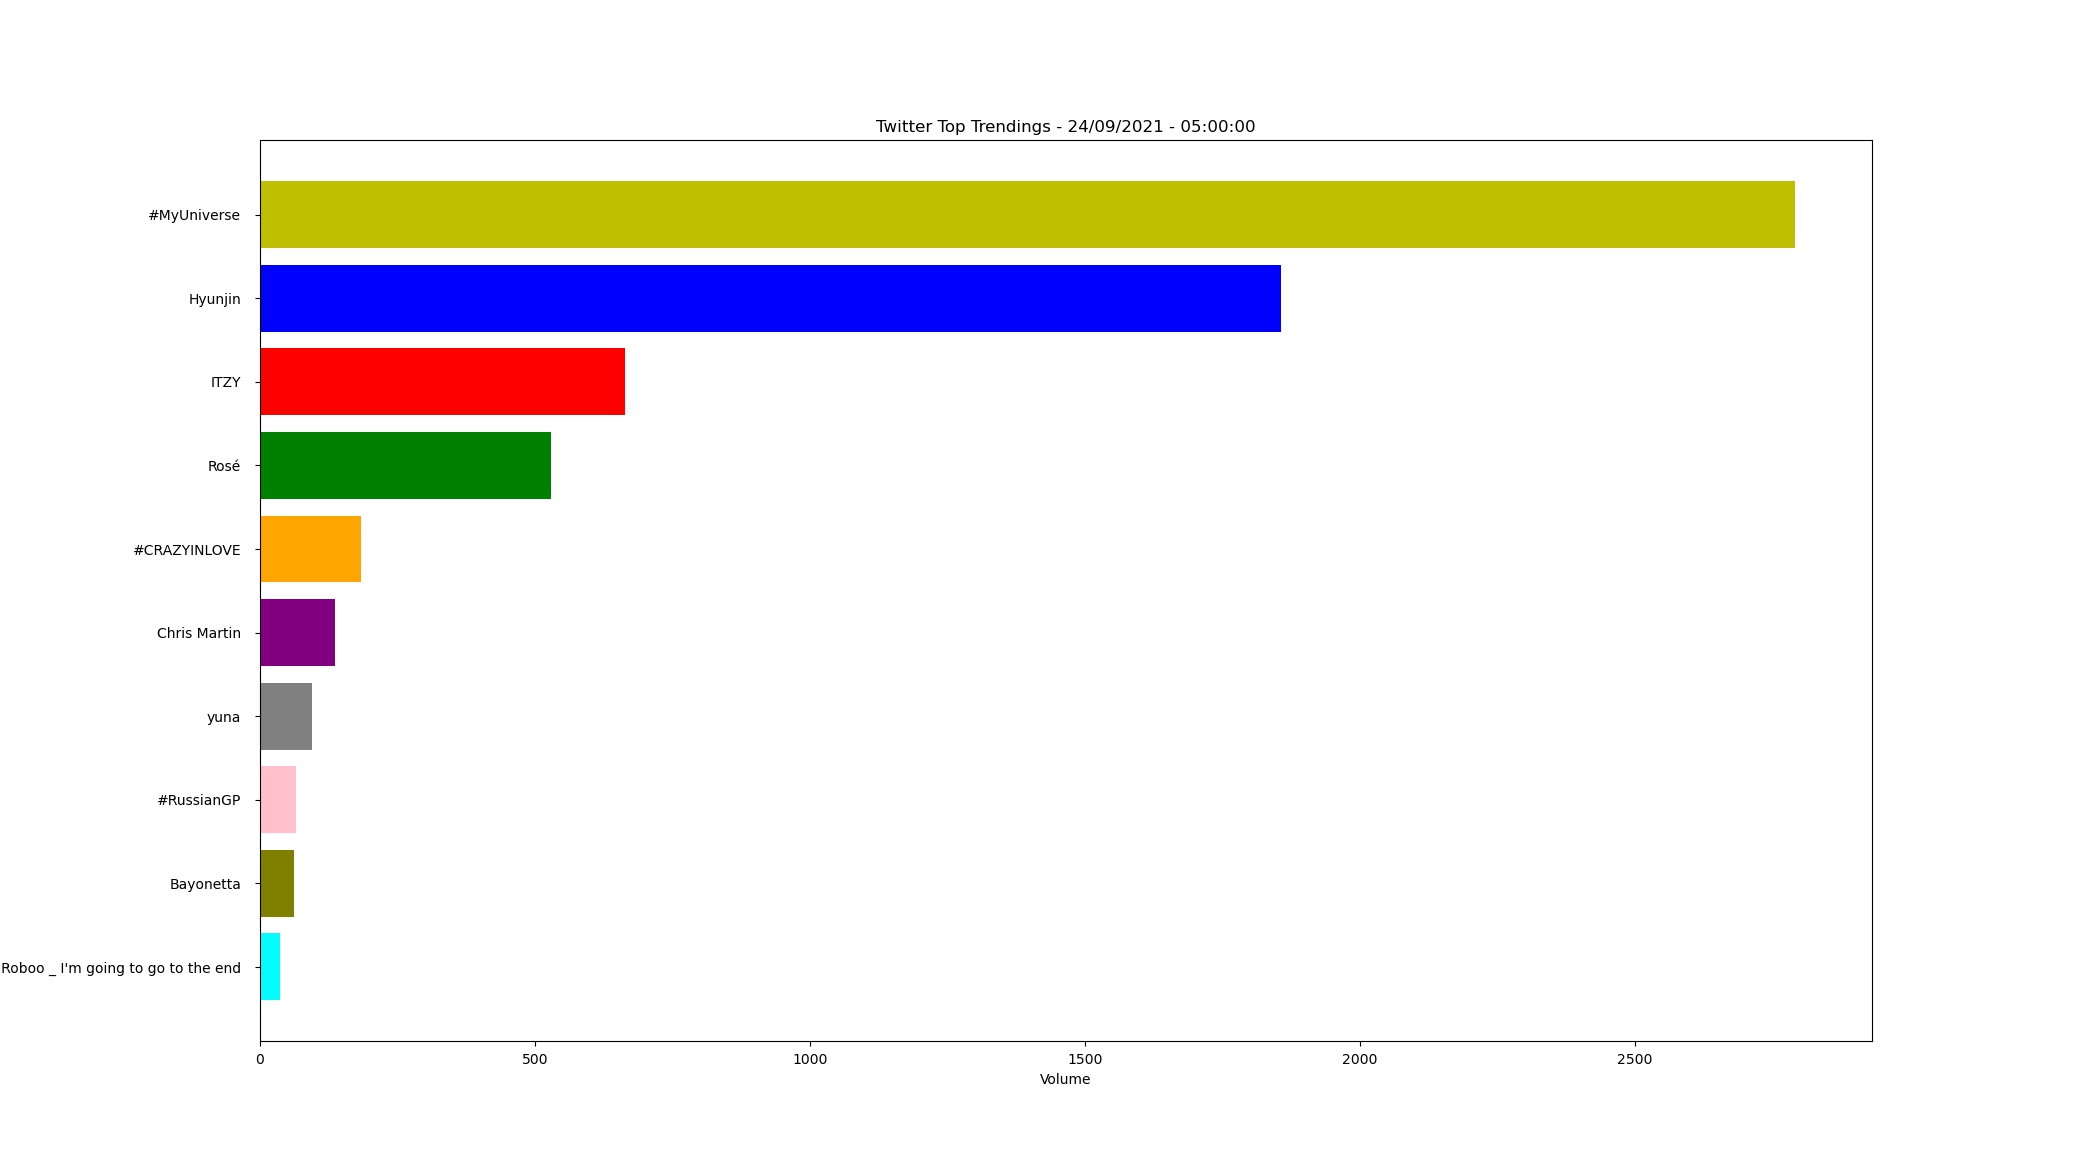 Twitter Top Trendings - 24/09/2021 - 05:00:00
#MyUniverse
Hyunjin
ITZY
Rosé
#CRAZYINLOVE
Chris Martin
yuna
#RussianGP
Bayonetta
Roboo _ I'm going to go to the end
0 500 1000 1500 2000 2500
Volume